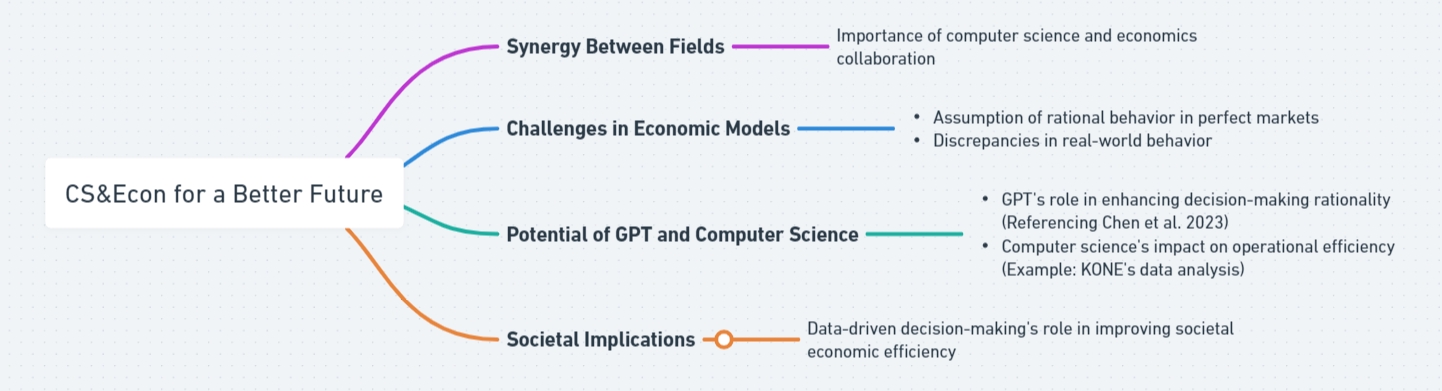 CS&Econ for a Better Future
Synergy Between Fields
Importance of computer science and economics
collaboration
Challenges in Economic Models
• Assumption of rational behavior in perfect markets
• Discrepancies in real-world behavior
Potential of GPT and Computer Science
• GPT's role in enhancing decision-making rationality
(Referencing Chen et al. 2023)
• Computer science's impact on operational efficiency
(Example: KONE's data analysis)
Societal Implications
Data-driven decision-making's role in improving societal
economic efficiency